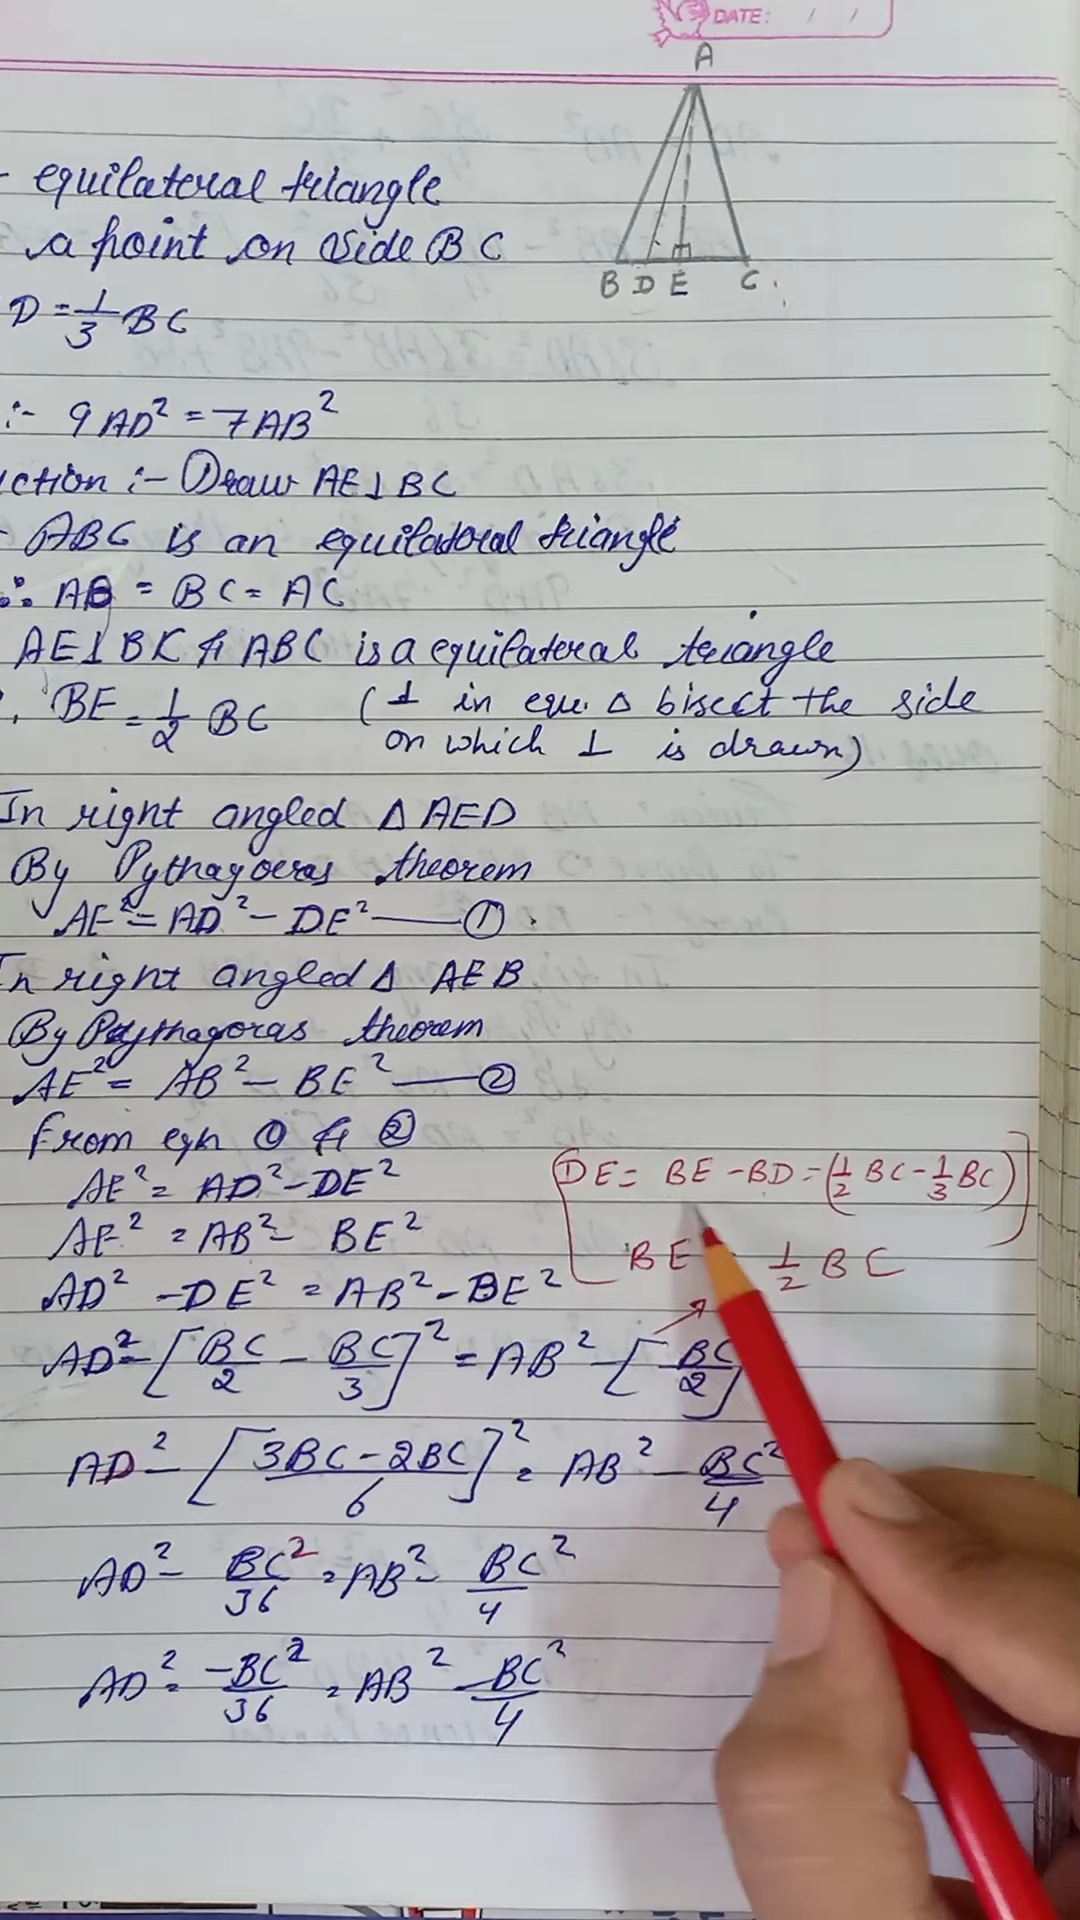 DATE: / /
A
- equilateral triangle
a point on side BC
D = 1/3 BC
B D E C
:- 9AD² = 7AB²
uction :- Draw AE⊥BC
- ABC is an equilateral triangle
∴ AB = BC = AC
AE⊥BC & ABC is a equilateral triangle
∴ BE = 1/2 BC (⊥ in equ. Δ bisect the side
on which ⊥ is drawn)
In right angled Δ AED
By Pythagoras theorem
AE² = AD² - DE² — ①
In right angled Δ AEB
By Pythagoras theorem
AE² = AB² - BE² — ②
From eqn ① & ②
AE² = AD² - DE²
[DE = BE - BD = (1/2 BC - 1/3 BC)]
AE² = AB² - BE²
BE 1/2 BC
AD² - DE² = AB² - BE²
AD² - [BC/2 - BC/3]² = AB² - [BC/2]
AD² - [3BC - 2BC/6]² = AB² - BC²/4
AD² - BC²/36 = AB² - BC²/4
AD² = -BC²/36 = AB² - BC²/4